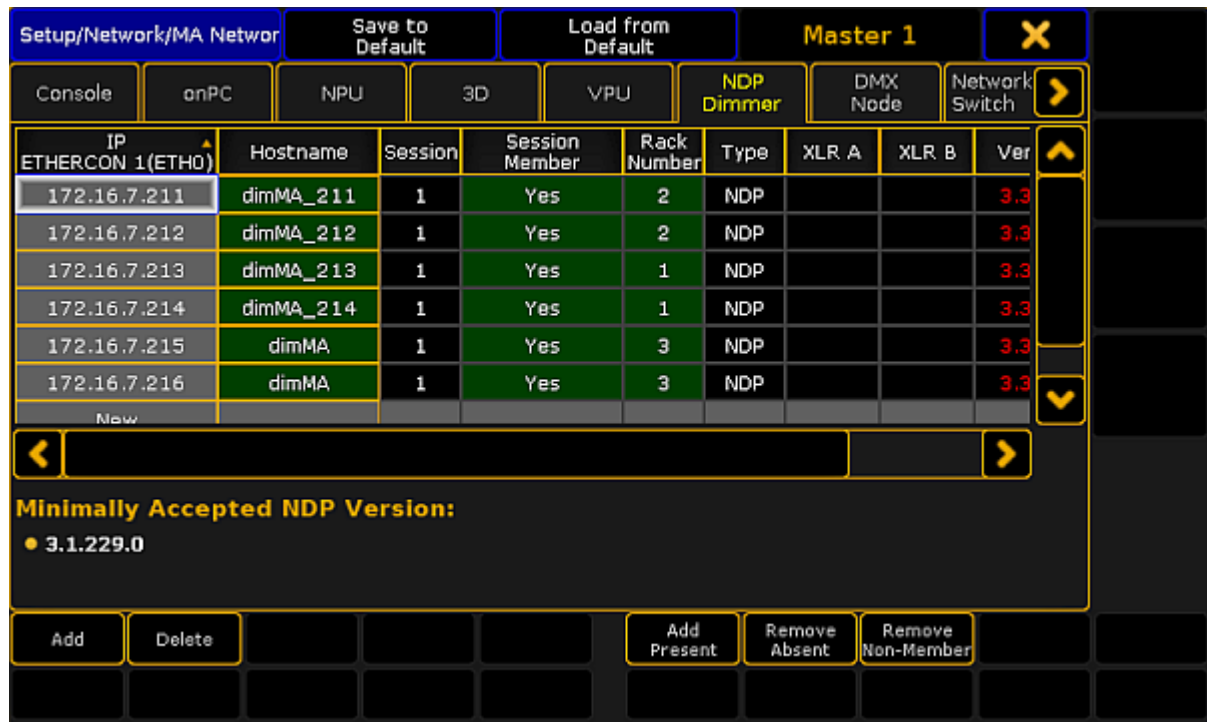 Setup/Network/MA Networ Save to Default Load from Default Master 1
Console onPC NPU 3D VPU NDP Dimmer DMX Node Network Switch
IP ETHERCON 1(ETH0) Hostname Session Session Member Rack Number Type XLR A XLR B Ver
172.16.7.211 dimMA_211 1 Yes 2 NDP 3.3
172.16.7.212 dimMA_212 1 Yes 2 NDP 3.3
172.16.7.213 dimMA_213 1 Yes 1 NDP 3.3
172.16.7.214 dimMA_214 1 Yes 1 NDP 3.3
172.16.7.215 dimMA 1 Yes 3 NDP 3.3
172.16.7.216 dimMA 1 Yes 3 NDP 3.3
New
Minimally Accepted NDP Version:
3.1.229.0
Add Delete Add Present Remove Absent Remove Non-Member